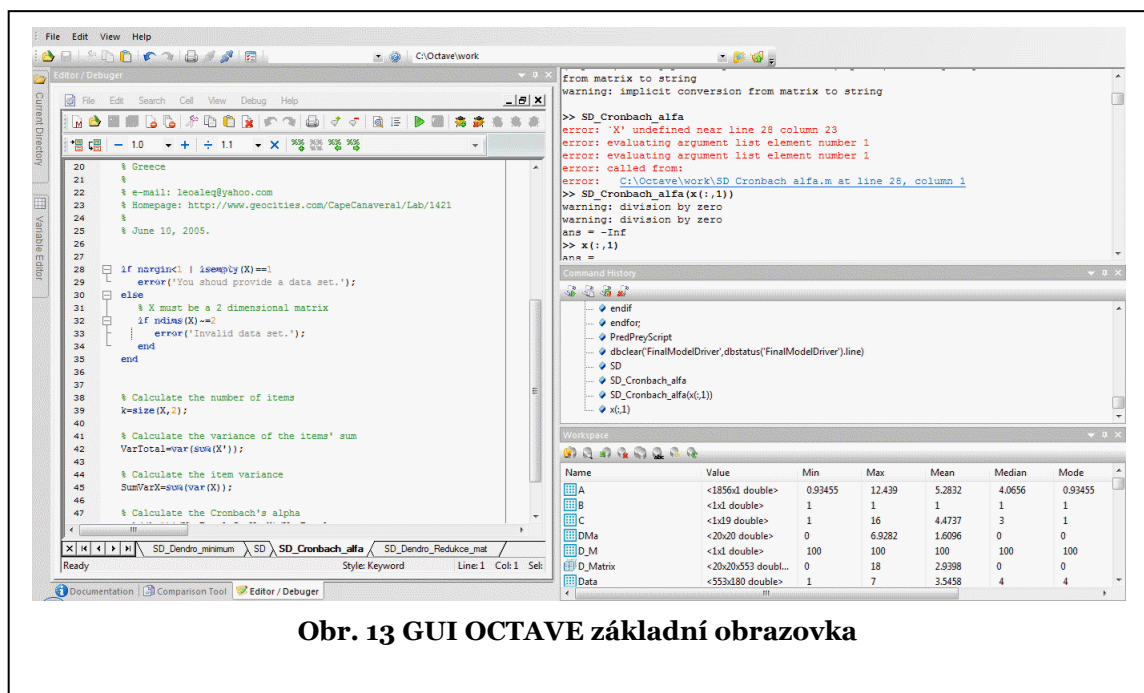 File Edit View Help
C:\Octave\work
Current Directory
Variable Editor
Editor / Debuger
File Edit Search Cell View Debug Help
1.0
1.1
20 % Greece
21 %
22 % e-mail: leoaleq@yahoo.com
23 % Homepage: http://www.geocities.com/CapeCanaveral/Lab/1421
24 %
25 % June 10, 2005.
26
27
28 if nargin<1 | isempty(X)==1
29 error('You shoud provide a data set.');
30 else
31 % X must be a 2 dimensional matrix
32 if ndims(X)~=2
33 error('Invalid data set.');
34 end
35 end
36
37
38 % Calculate the number of items
39 k=size(X,2);
40
41 % Calculate the variance of the items' sum
42 VarTotal=var(sum(X'));
43
44 % Calculate the item variance
45 SumVarX=sum(var(X));
46
47 % Calculate the Cronbach's alpha
SD_Dendro_minimum SD SD_Cronbach_alfa SD_Dendro_Redukce_mat
Ready Style: Keyword Line: 1 Col: 1 Sel:
Documentation Comparison Tool Editor / Debuger
from matrix to string
warning: implicit conversion from matrix to string
>> SD_Cronbach_alfa
error: `X' undefined near line 28 column 23
error: evaluating argument list element number 1
error: evaluating argument list element number 1
error: called from:
error: C:\Octave\work\SD_Cronbach_alfa.m at line 28, column 1
>> SD_Cronbach_alfa(x(:,1))
warning: division by zero
warning: division by zero
ans = -Inf
>> x(:,1)
ans =
Command History
endif
endfor;
PredPreyScript
dbclear('FinalModelDriver',dbstatus('FinalModelDriver').line)
SD
SD_Cronbach_alfa
SD_Cronbach_alfa(x(:,1))
x(:,1)
Workspace
Name Value Min Max Mean Median Mode
A <1856x1 double> 0.93455 12.439 5.2832 4.0656 0.93455
B <1x1 double> 1 1 1 1 1
C <1x19 double> 1 16 4.4737 3 1
DMa <20x20 double> 0 6.9282 1.6096 0 0
D_M <1x1 double> 100 100 100 100 100
D_Matrix <20x20x553 doubl... 0 18 2.9398 0 0
Data <553x180 double> 1 7 3.5458 4 4
Obr. 13 GUI OCTAVE základní obrazovka